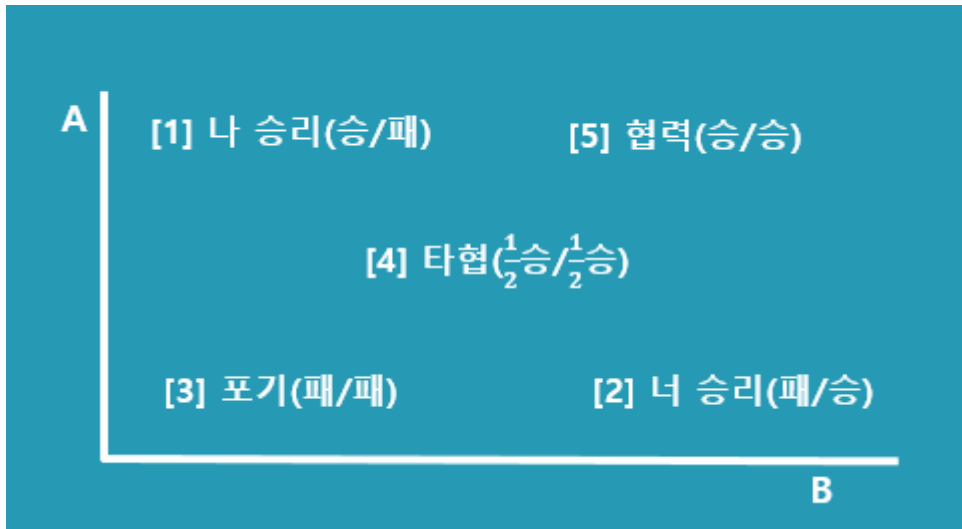 A
[1] 나 승리(승/패)
[5] 협력(승/승)
[4] 타협(½승/½승)
[3] 포기(패/패)
[2] 너 승리(패/승)
B